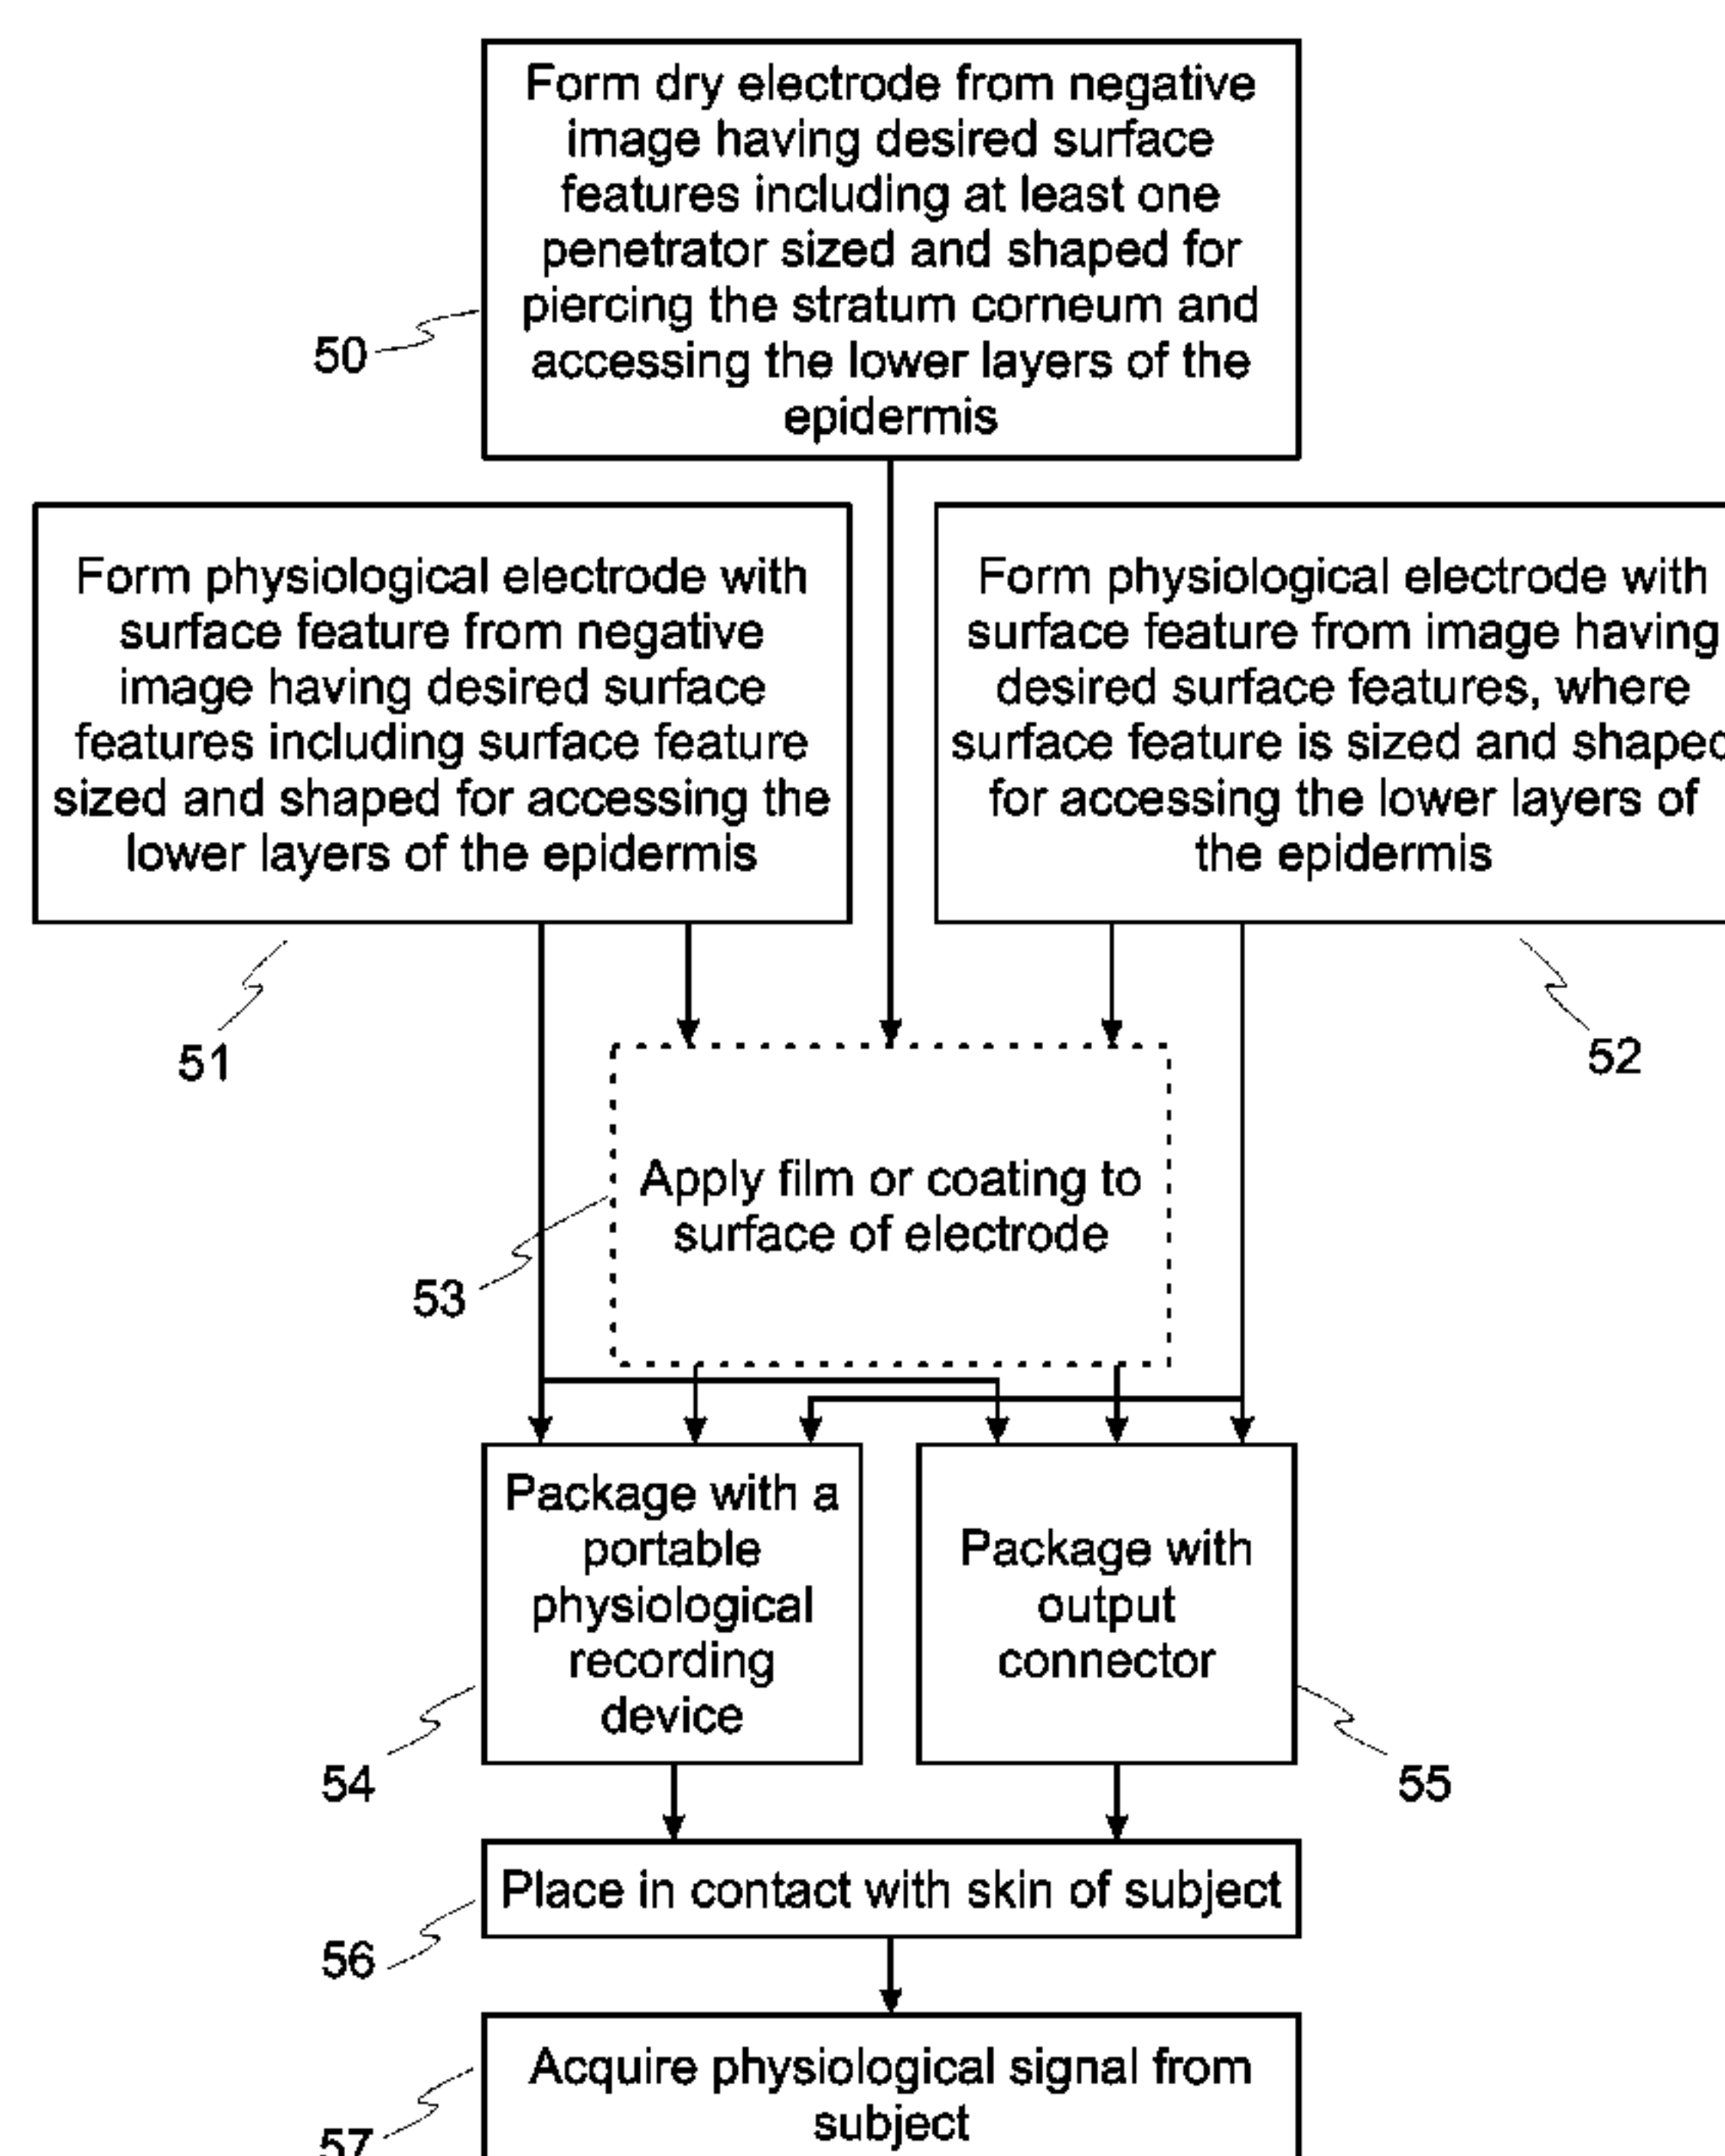 Form dry electrode from negative
image having desired surface
features including at least one
penetrator sized and shaped for
piercing the stratum corneum and
accessing the lower layers of the
epidermis
50
Form physiological electrode with
surface feature from negative
image having desired surface
features including surface feature
sized and shaped for accessing the
lower layers of the epidermis
51
Form physiological electrode with
surface feature from image having
desired surface features, where
surface feature is sized and shaped
for accessing the lower layers of
the epidermis
52
Apply film or coating to
surface of electrode
53
Package with a
portable
physiological
recording
device
54
Package with
output
connector
55
Place in contact with skin of subject
56
Acquire physiological signal from
subject
57